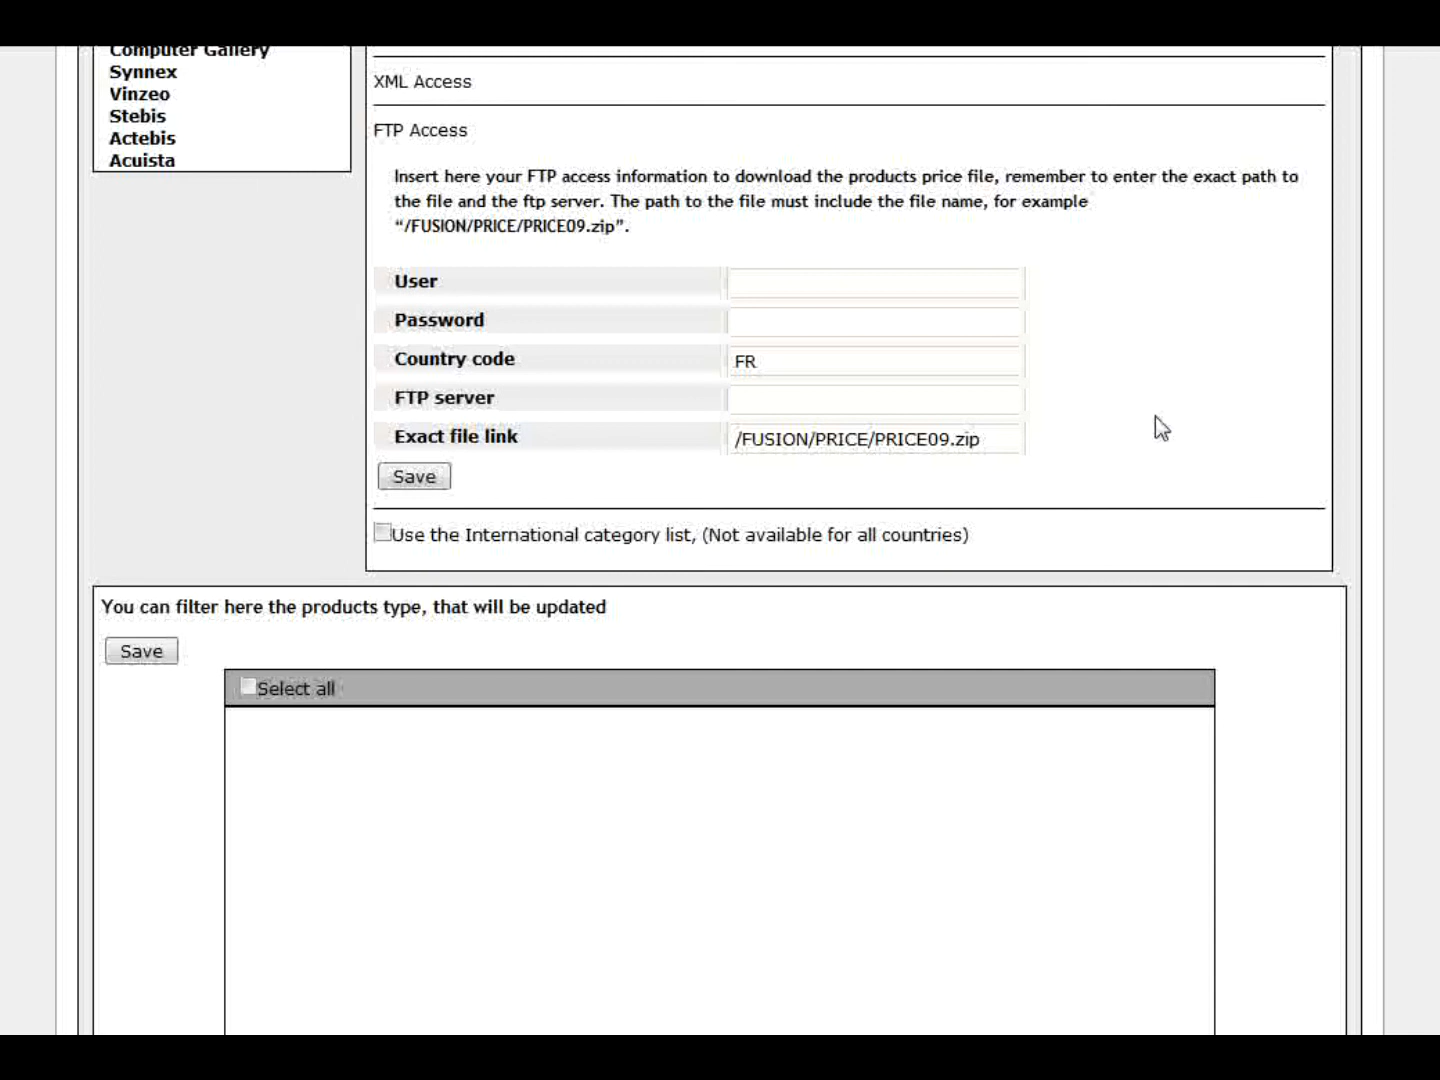 Computer Gallery
Synnex
Vinzeo
Stebis
Actebis
Acuista
XML Access
FTP Access
Insert here your FTP access information to download the products price file, remember to enter the exact path to
the file and the ftp server. The path to the file must include the file name, for example
“/FUSION/PRICE/PRICE09.zip”.
User
Password
Country code FR
FTP server
Exact file link /FUSION/PRICE/PRICE09.zip
Save
Use the International category list, (Not available for all countries)
You can filter here the products type, that will be updated
Save
Select all